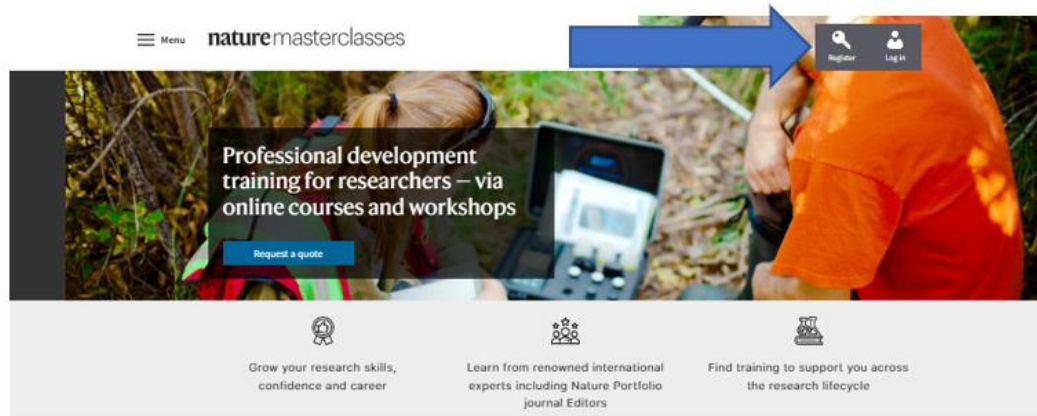 Menu
nature masterclasses
Register
Log in
Professional development
training for researchers – via
online courses and workshops
Request a quote
Grow your research skills,
confidence and career
Learn from renowned international
experts including Nature Portfolio
journal Editors
Find training to support you across
the research lifecycle